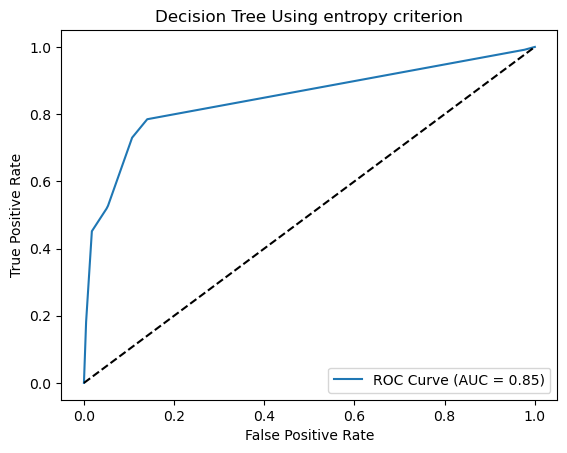 Decision Tree Using entropy criterion
True Positive Rate
1.0
0.8
0.6
0.4
0.2
0.0
ROC Curve (AUC = 0.85)
0.0 0.2 0.4 0.6 0.8 1.0
False Positive Rate